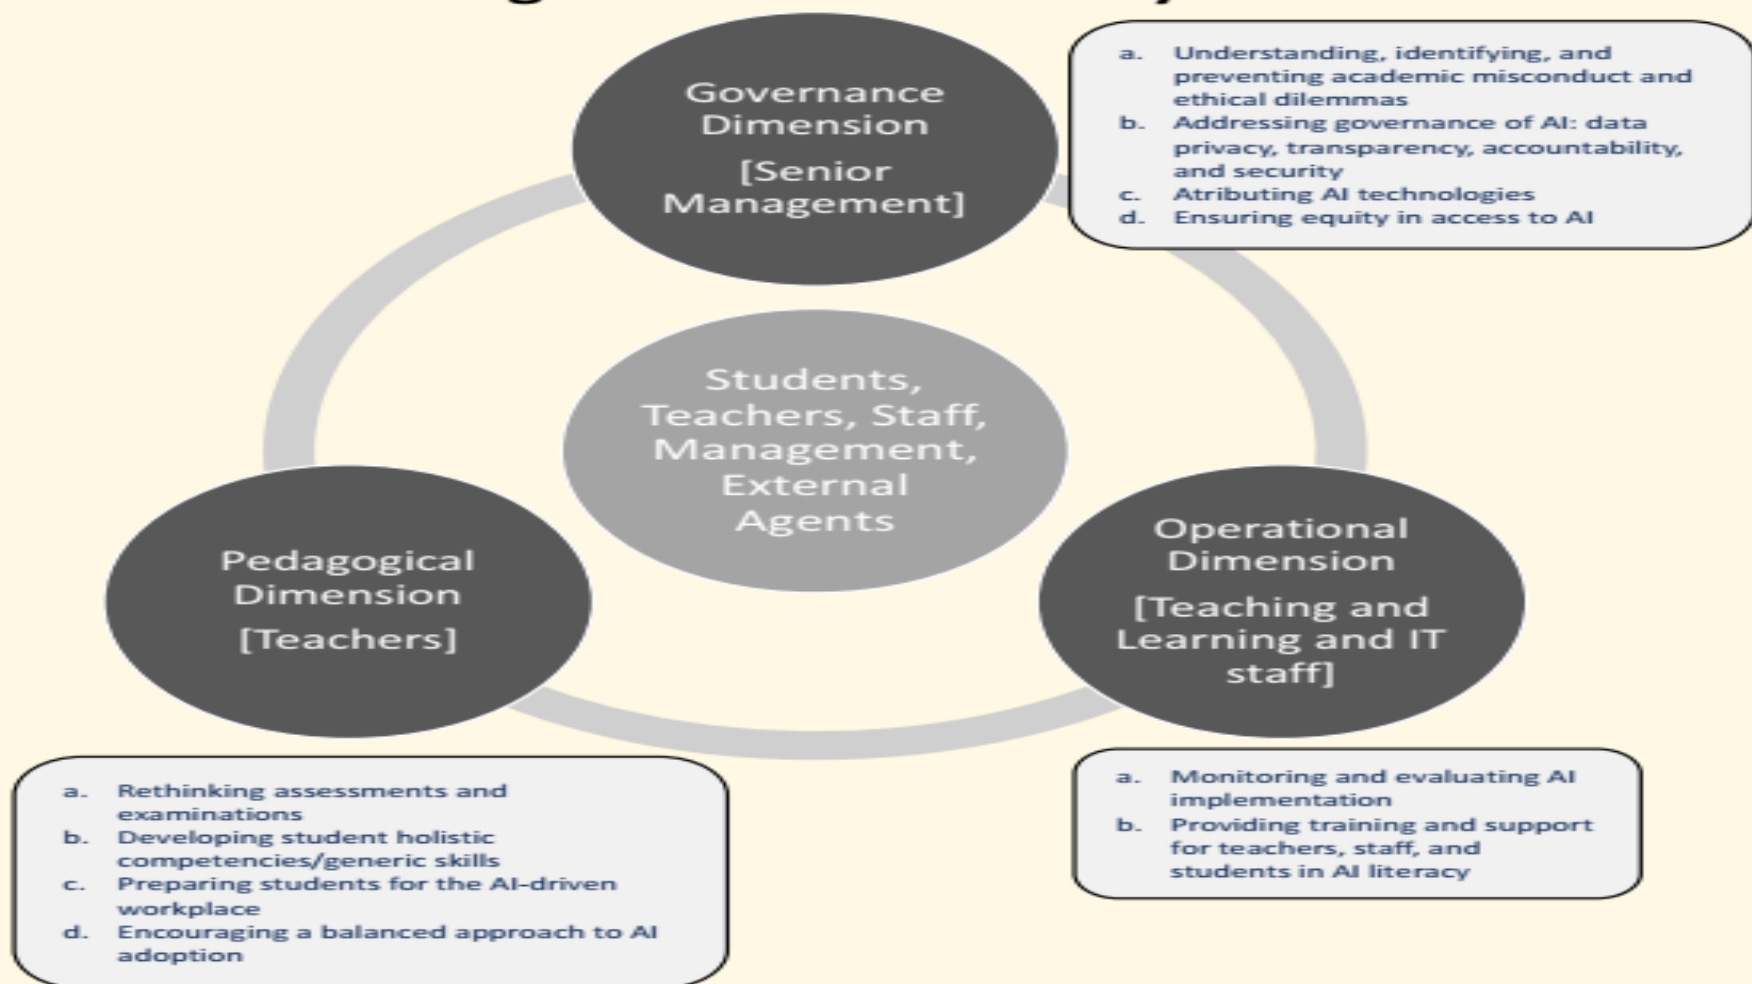 Governance
Dimension
[Senior
Management]
a. Understanding, identifying, and
preventing academic misconduct and
ethical dilemmas
b. Addressing governance of AI: data
privacy, transparency, accountability,
and security
c. Atributing AI technologies
d. Ensuring equity in access to AI
Students,
Teachers, Staff,
Management,
External
Agents
Pedagogical
Dimension
[Teachers]
Operational
Dimension
[Teaching and
Learning and IT
staff]
a. Rethinking assessments and
examinations
b. Developing student holistic
competencies/generic skills
c. Preparing students for the AI-driven
workplace
d. Encouraging a balanced approach to AI
adoption
a. Monitoring and evaluating AI
implementation
b. Providing training and support
for teachers, staff, and
students in AI literacy